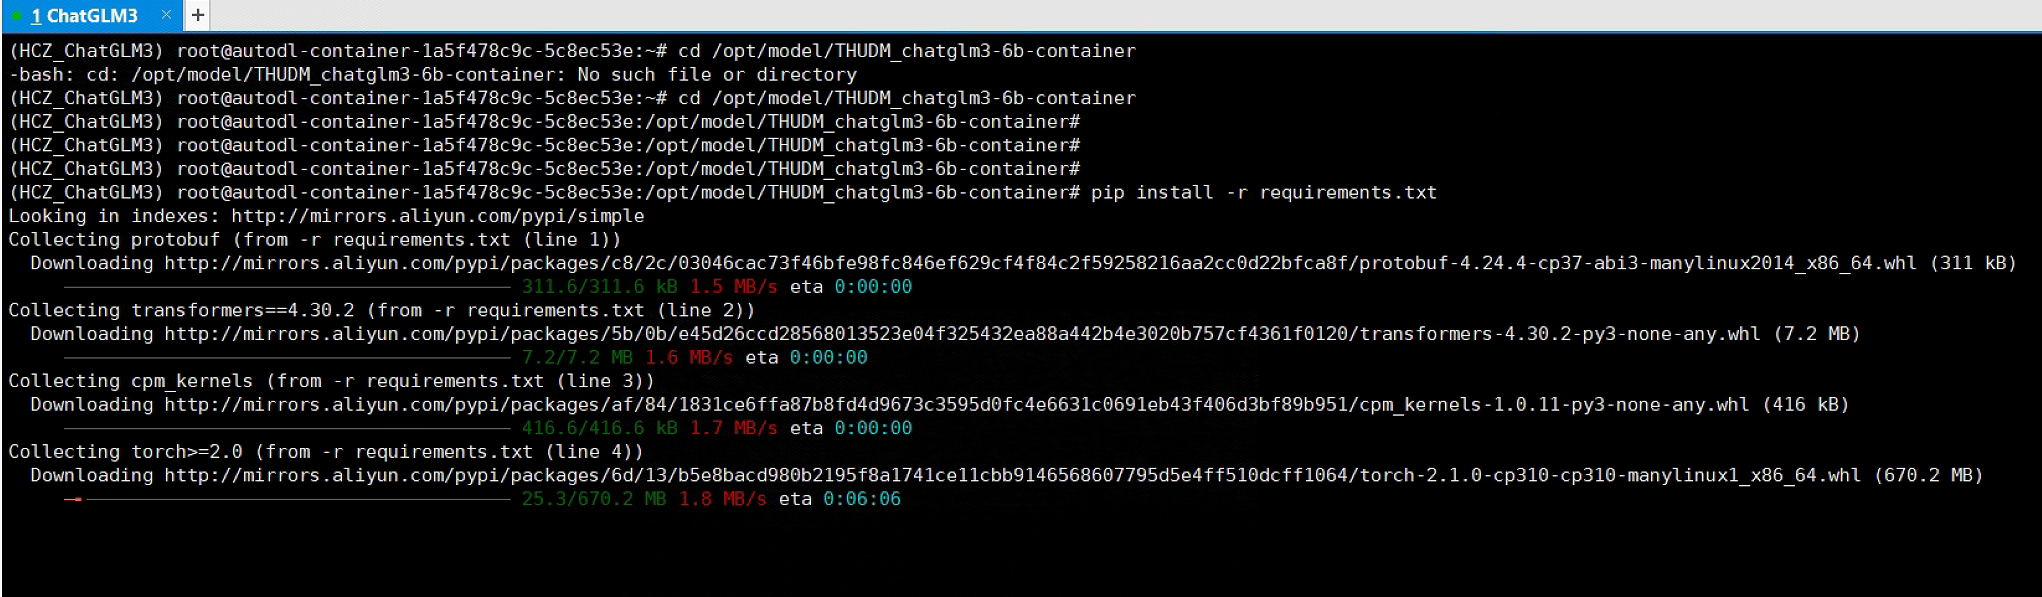 1 ChatGLM3 × +
(HCZ_ChatGLM3) root@autodl-container-1a5f478c9c-5c8ec53e:~# cd /opt/model/THUDM_chatglm3-6b-container
-bash: cd: /opt/model/THUDM_chatglm3-6b-container: No such file or directory
(HCZ_ChatGLM3) root@autodl-container-1a5f478c9c-5c8ec53e:~# cd /opt/model/THUDM_chatglm3-6b-container
(HCZ_ChatGLM3) root@autodl-container-1a5f478c9c-5c8ec53e:/opt/model/THUDM_chatglm3-6b-container#
(HCZ_ChatGLM3) root@autodl-container-1a5f478c9c-5c8ec53e:/opt/model/THUDM_chatglm3-6b-container#
(HCZ_ChatGLM3) root@autodl-container-1a5f478c9c-5c8ec53e:/opt/model/THUDM_chatglm3-6b-container#
(HCZ_ChatGLM3) root@autodl-container-1a5f478c9c-5c8ec53e:/opt/model/THUDM_chatglm3-6b-container# pip install -r requirements.txt
Looking in indexes: http://mirrors.aliyun.com/pypi/simple
Collecting protobuf (from -r requirements.txt (line 1))
Downloading http://mirrors.aliyun.com/pypi/packages/c8/2c/03046cac73f46bfe98fc846ef629cf4f84c2f59258216aa2cc0d22bfca8f/protobuf-4.24.4-cp37-abi3-manylinux2014_x86_64.whl (311 kB)
311.6/311.6 kB 1.5 MB/s eta 0:00:00
Collecting transformers==4.30.2 (from -r requirements.txt (line 2))
Downloading http://mirrors.aliyun.com/pypi/packages/5b/0b/e45d26ccd28568013523e04f325432ea88a442b4e3020b757cf4361f0120/transformers-4.30.2-py3-none-any.whl (7.2 MB)
7.2/7.2 MB 1.6 MB/s eta 0:00:00
Collecting cpm_kernels (from -r requirements.txt (line 3))
Downloading http://mirrors.aliyun.com/pypi/packages/af/84/1831ce6ffa87b8fd4d9673c3595d0fc4e6631c0691eb43f406d3bf89b951/cpm_kernels-1.0.11-py3-none-any.whl (416 kB)
416.6/416.6 kB 1.7 MB/s eta 0:00:00
Collecting torch>=2.0 (from -r requirements.txt (line 4))
Downloading http://mirrors.aliyun.com/pypi/packages/6d/13/b5e8bacd980b2195f8a1741ce11cbb9146568607795d5e4ff510dcff1064/torch-2.1.0-cp310-cp310-manylinux1_x86_64.whl (670.2 MB)
25.3/670.2 MB 1.8 MB/s eta 0:06:06